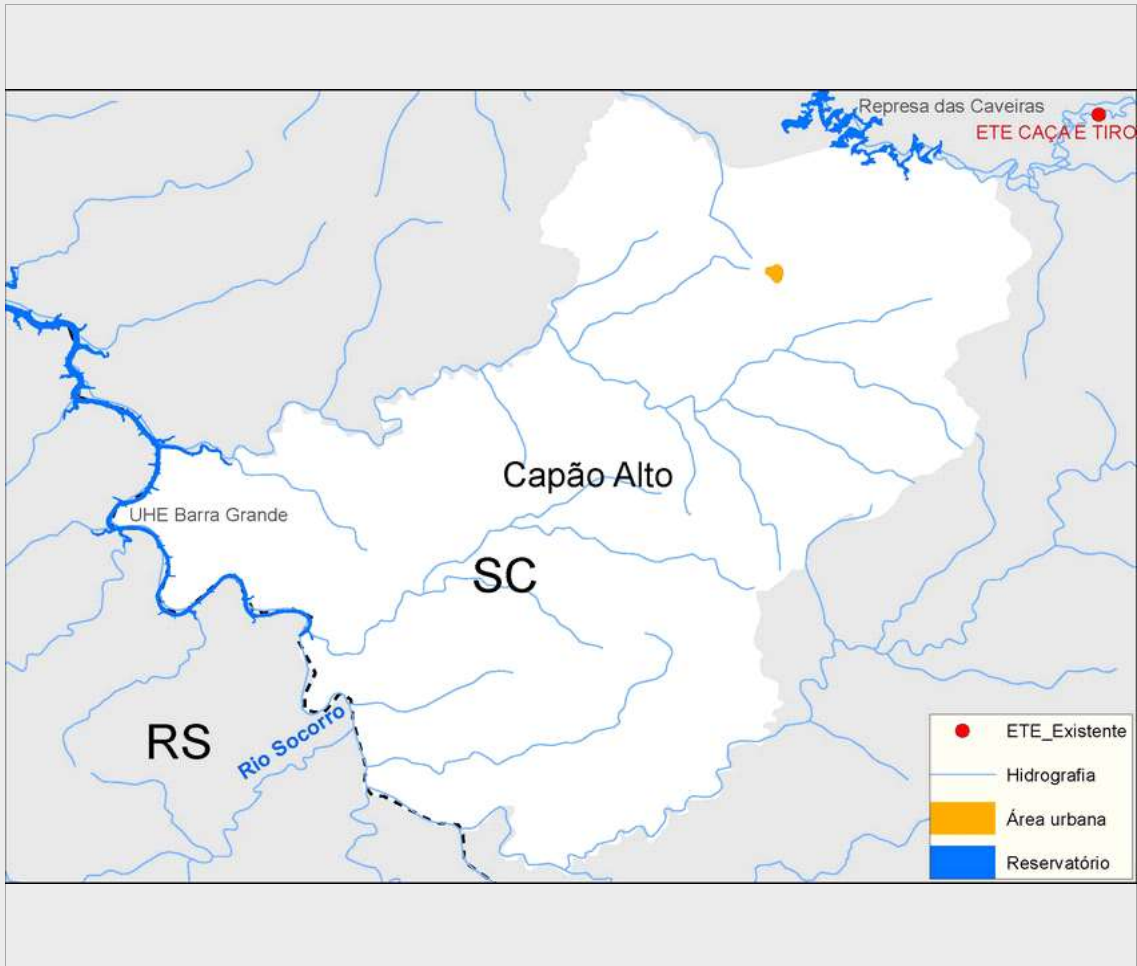 Represa das Caveiras
ETE CAÇA E TIRO
Capão Alto
UHE Barra Grande
SC
RS
Rio Socorro
ETE_Existente
Hidrografia
Área urbana
Reservatório